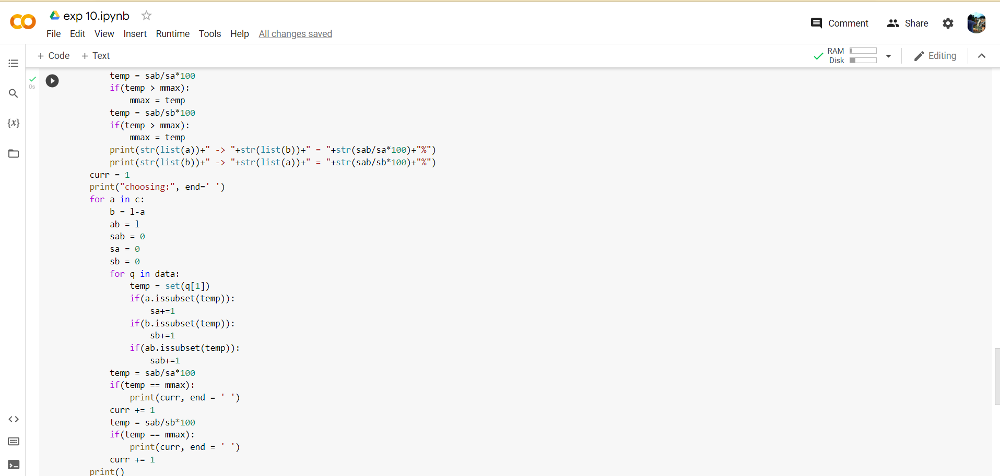 exp 10.ipynb
File Edit View Insert Runtime Tools Help All changes saved
Comment Share
+ Code + Text
RAM
Disk
Editing
0s
{x}
temp = sab/sa*100
if(temp > mmax):
mmax = temp
temp = sab/sb*100
if(temp > mmax):
mmax = temp
print(str(list(a))+" -> "+str(list(b))+" = "+str(sab/sa*100)+"%")
print(str(list(b))+" -> "+str(list(a))+" = "+str(sab/sb*100)+"%")
curr = 1
print("choosing:", end=' ')
for a in c:
b = l-a
ab = l
sab = 0
sa = 0
sb = 0
for q in data:
temp = set(q[1])
if(a.issubset(temp)):
sa+=1
if(b.issubset(temp)):
sb+=1
if(ab.issubset(temp)):
sab+=1
temp = sab/sa*100
if(temp == mmax):
print(curr, end = ' ')
curr += 1
temp = sab/sb*100
if(temp == mmax):
print(curr, end = ' ')
curr += 1
print()